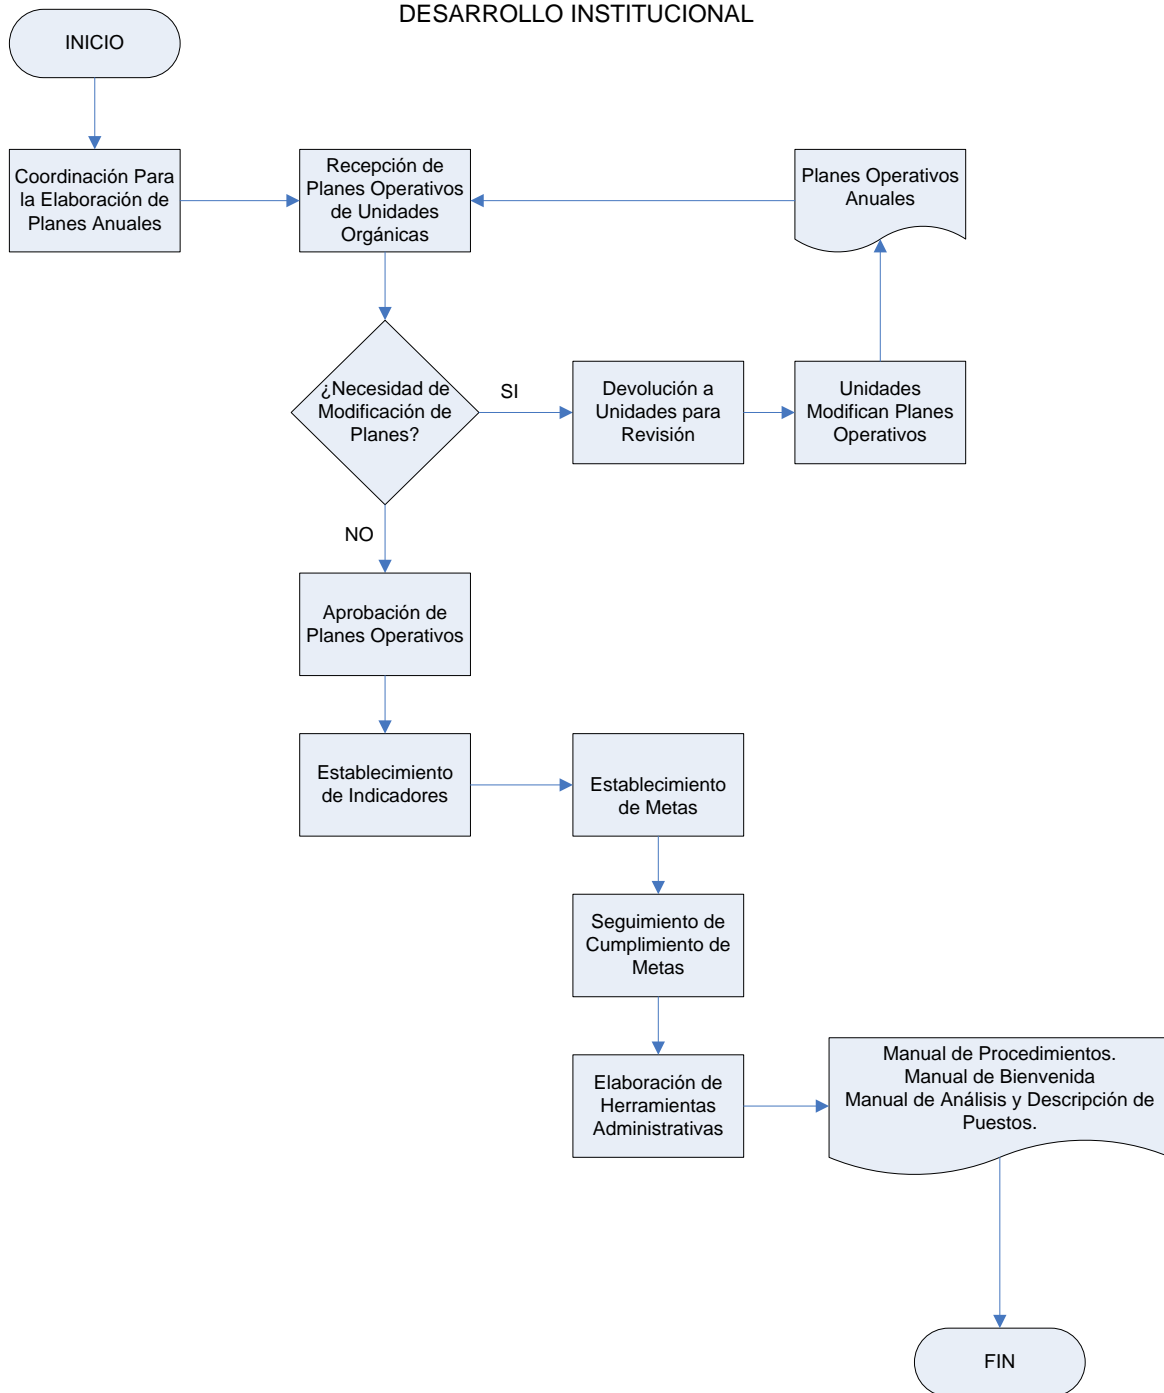 DESARROLLO INSTITUCIONAL
INICIO
Coordinación Para
la Elaboración de
Planes Anuales
Recepción de
Planes Operativos
de Unidades
Orgánicas
Planes Operativos
Anuales
¿Necesidad de
Modificación de
Planes?
SI
Devolución a
Unidades para
Revisión
Unidades
Modifican Planes
Operativos
NO
Aprobación de
Planes Operativos
Establecimiento
de Indicadores
Establecimiento
de Metas
Seguimiento de
Cumplimiento de
Metas
Elaboración de
Herramientas
Administrativas
Manual de Procedimientos.
Manual de Bienvenida
Manual de Análisis y Descripción de
Puestos.
FIN